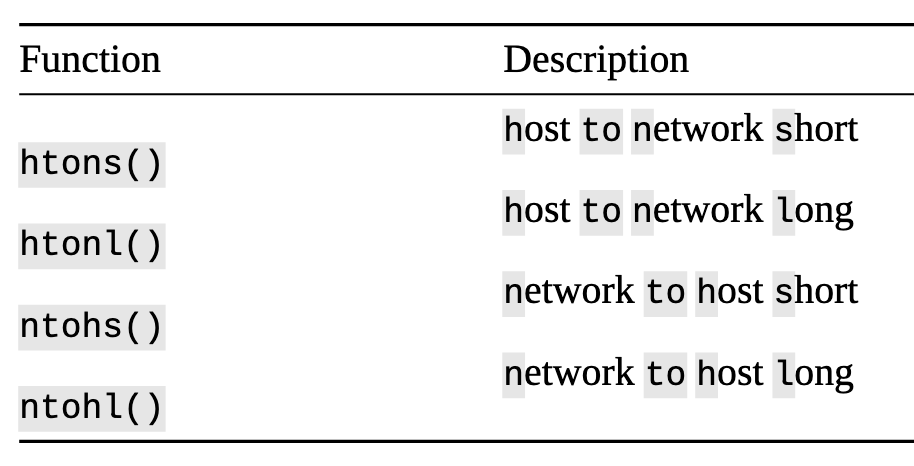 Function Description
htons() host to network short
htonl() host to network long
ntohs() network to host short
ntohl() network to host long